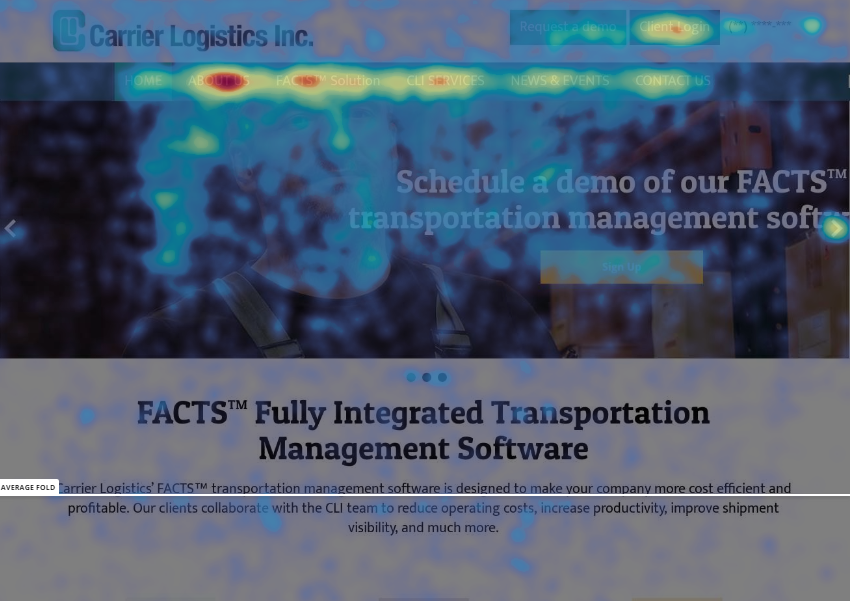 Carrier Logistics Inc.
Request a demo
Client Login
HOME
ABOUT US
FACTS™ Solution
CLI SERVICES
NEWS & EVENTS
CONTACT US
Schedule a demo of our FACTS™
transportation management softw
Sign up
FACTS™ Fully Integrated Transportation
Management Software
AVERAGE FOLD
Carrier Logistics' FACTS™ transportation management software is designed to make your company more cost efficient and
profitable. Our clients collaborate with the CLI team to reduce operating costs, increase productivity, improve shipment
visibility, and much more.